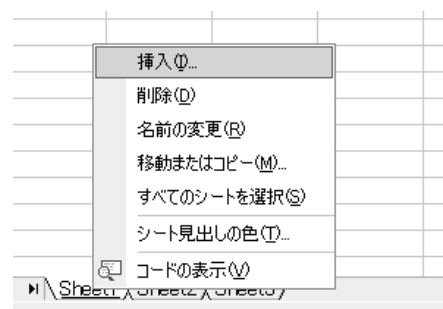 挿入(I)...
削除(D)
名前の変更(R)
移動またはコピー(M)...
すべてのシートを選択(S)
シート見出しの色(T)...
コードの表示(V)
Sheet1 Sheet2 Sheet3